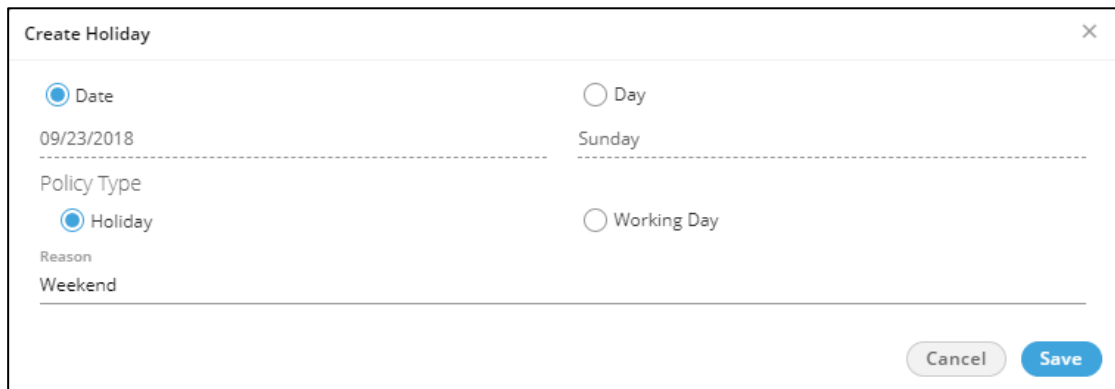 Create Holiday
Date Day
09/23/2018 Sunday
Policy Type
Holiday Working Day
Reason
Weekend
Cancel Save